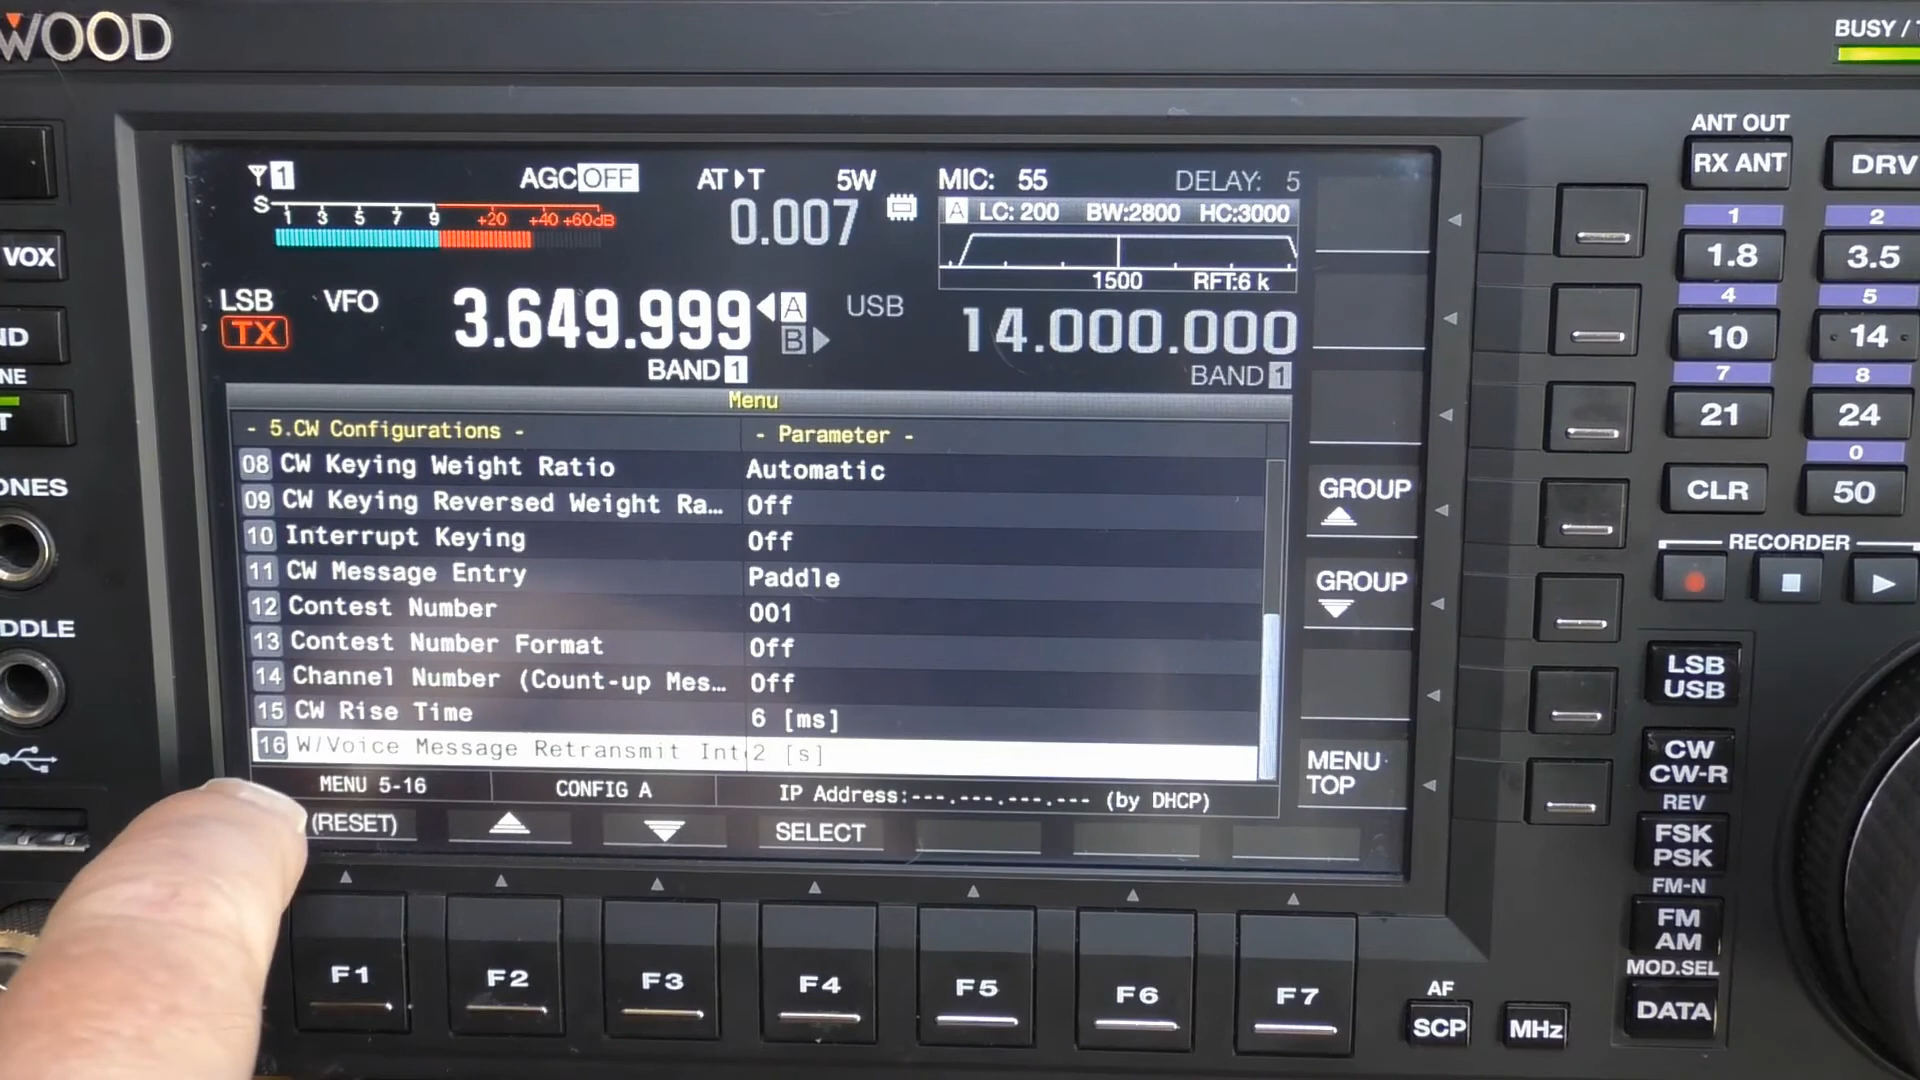 WOOD
BUSY /
ANT OUT
RX ANT
DRV
1 2
1.8 3.5
4 5
10 14
7 8
21 24
0
CLR 50
RECORDER
VOX
LSB
USB
CW
CW-R
REV
FSK
PSK
FM-N
FM
AM
MOD.SEL
DATA
AF
SCP MHz
1 AGC OFF AT T 5W MIC: 55 DELAY: 5
S 1 3 5 7 9 +20 +40 +60dB
0.007
A LC: 200 BW:2800 HC:3000
1500 RFT:6 k
LSB VFO 3.649.999 A USB 14.000.000
TX B
BAND 1 BAND 1
Menu
- 5.CW Configurations - - Parameter -
08 CW Keying Weight Ratio Automatic
09 CW Keying Reversed Weight Ra… Off
10 Interrupt Keying Off
11 CW Message Entry Paddle
12 Contest Number 001
13 Contest Number Format Off
14 Channel Number (Count-up Mes… Off
15 CW Rise Time 6 [ms]
16 W/Voice Message Retransmit Int 2 [s]
MENU 5-16 CONFIG A IP Address:---.---.---.--- (by DHCP)
(RESET) SELECT
GROUP
GROUP
MENU
TOP
F1 F2 F3 F4 F5 F6 F7